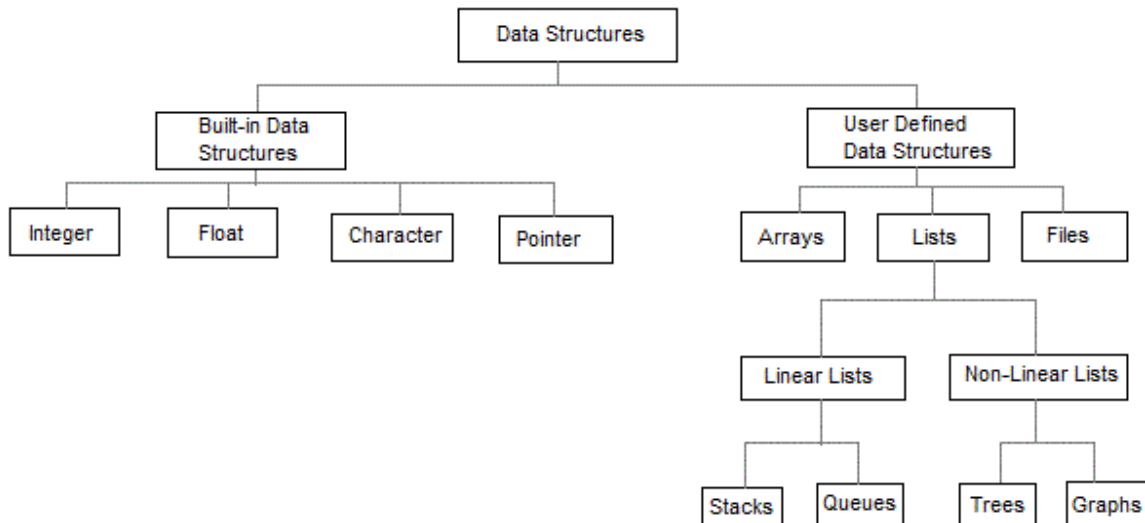 Data Structures
Built-in Data
Structures
User Defined
Data Structures
Integer
Float
Character
Pointer
Arrays
Lists
Files
Linear Lists
Non-Linear Lists
Stacks
Queues
Trees
Graphs